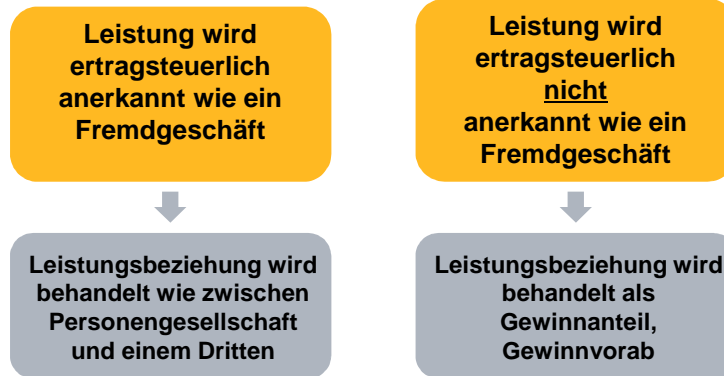 Leistung wird
ertragsteuerlich
anerkannt wie ein
Fremdgeschäft
Leistungsbeziehung wird
behandelt wie zwischen
Personengesellschaft
und einem Dritten
Leistung wird
ertragsteuerlich
nicht
anerkannt wie ein
Fremdgeschäft
Leistungsbeziehung wird
behandelt als
Gewinnanteil,
Gewinnvorab